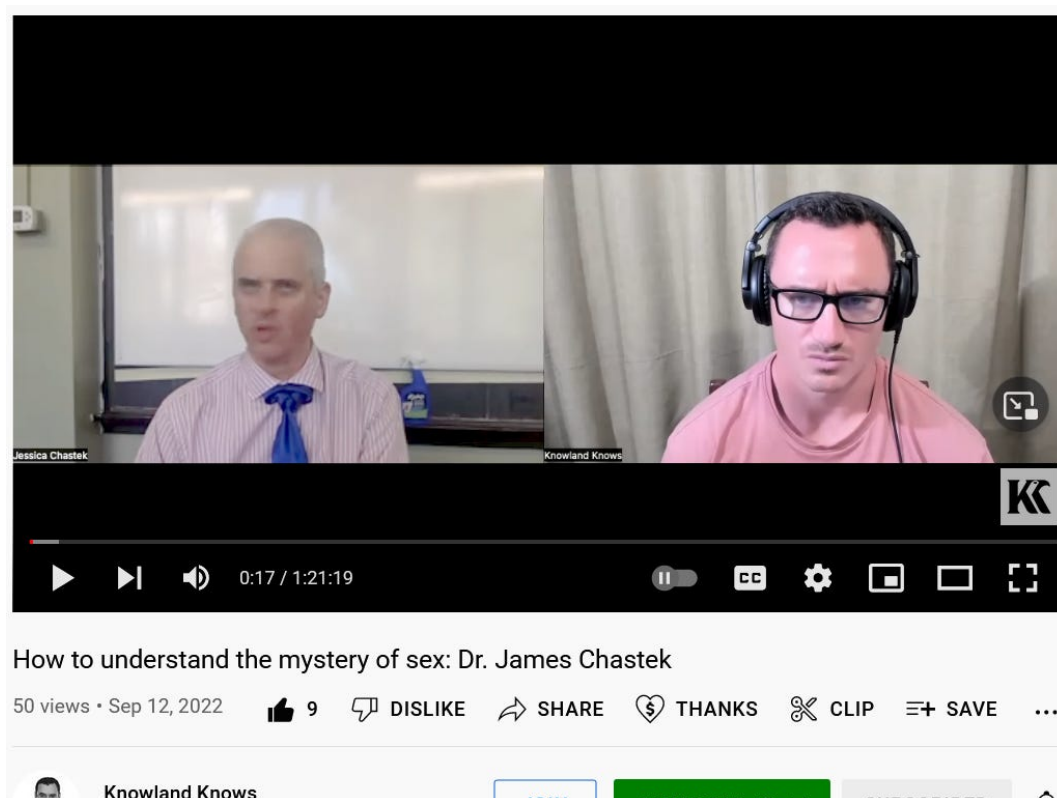 Jessica Chastek
Knowland Knows
KK
0:17 / 1:21:19
CC
How to understand the mystery of sex: Dr. James Chastek
50 views • Sep 12, 2022 9 DISLIKE SHARE THANKS CLIP SAVE ...
Knowland Knows